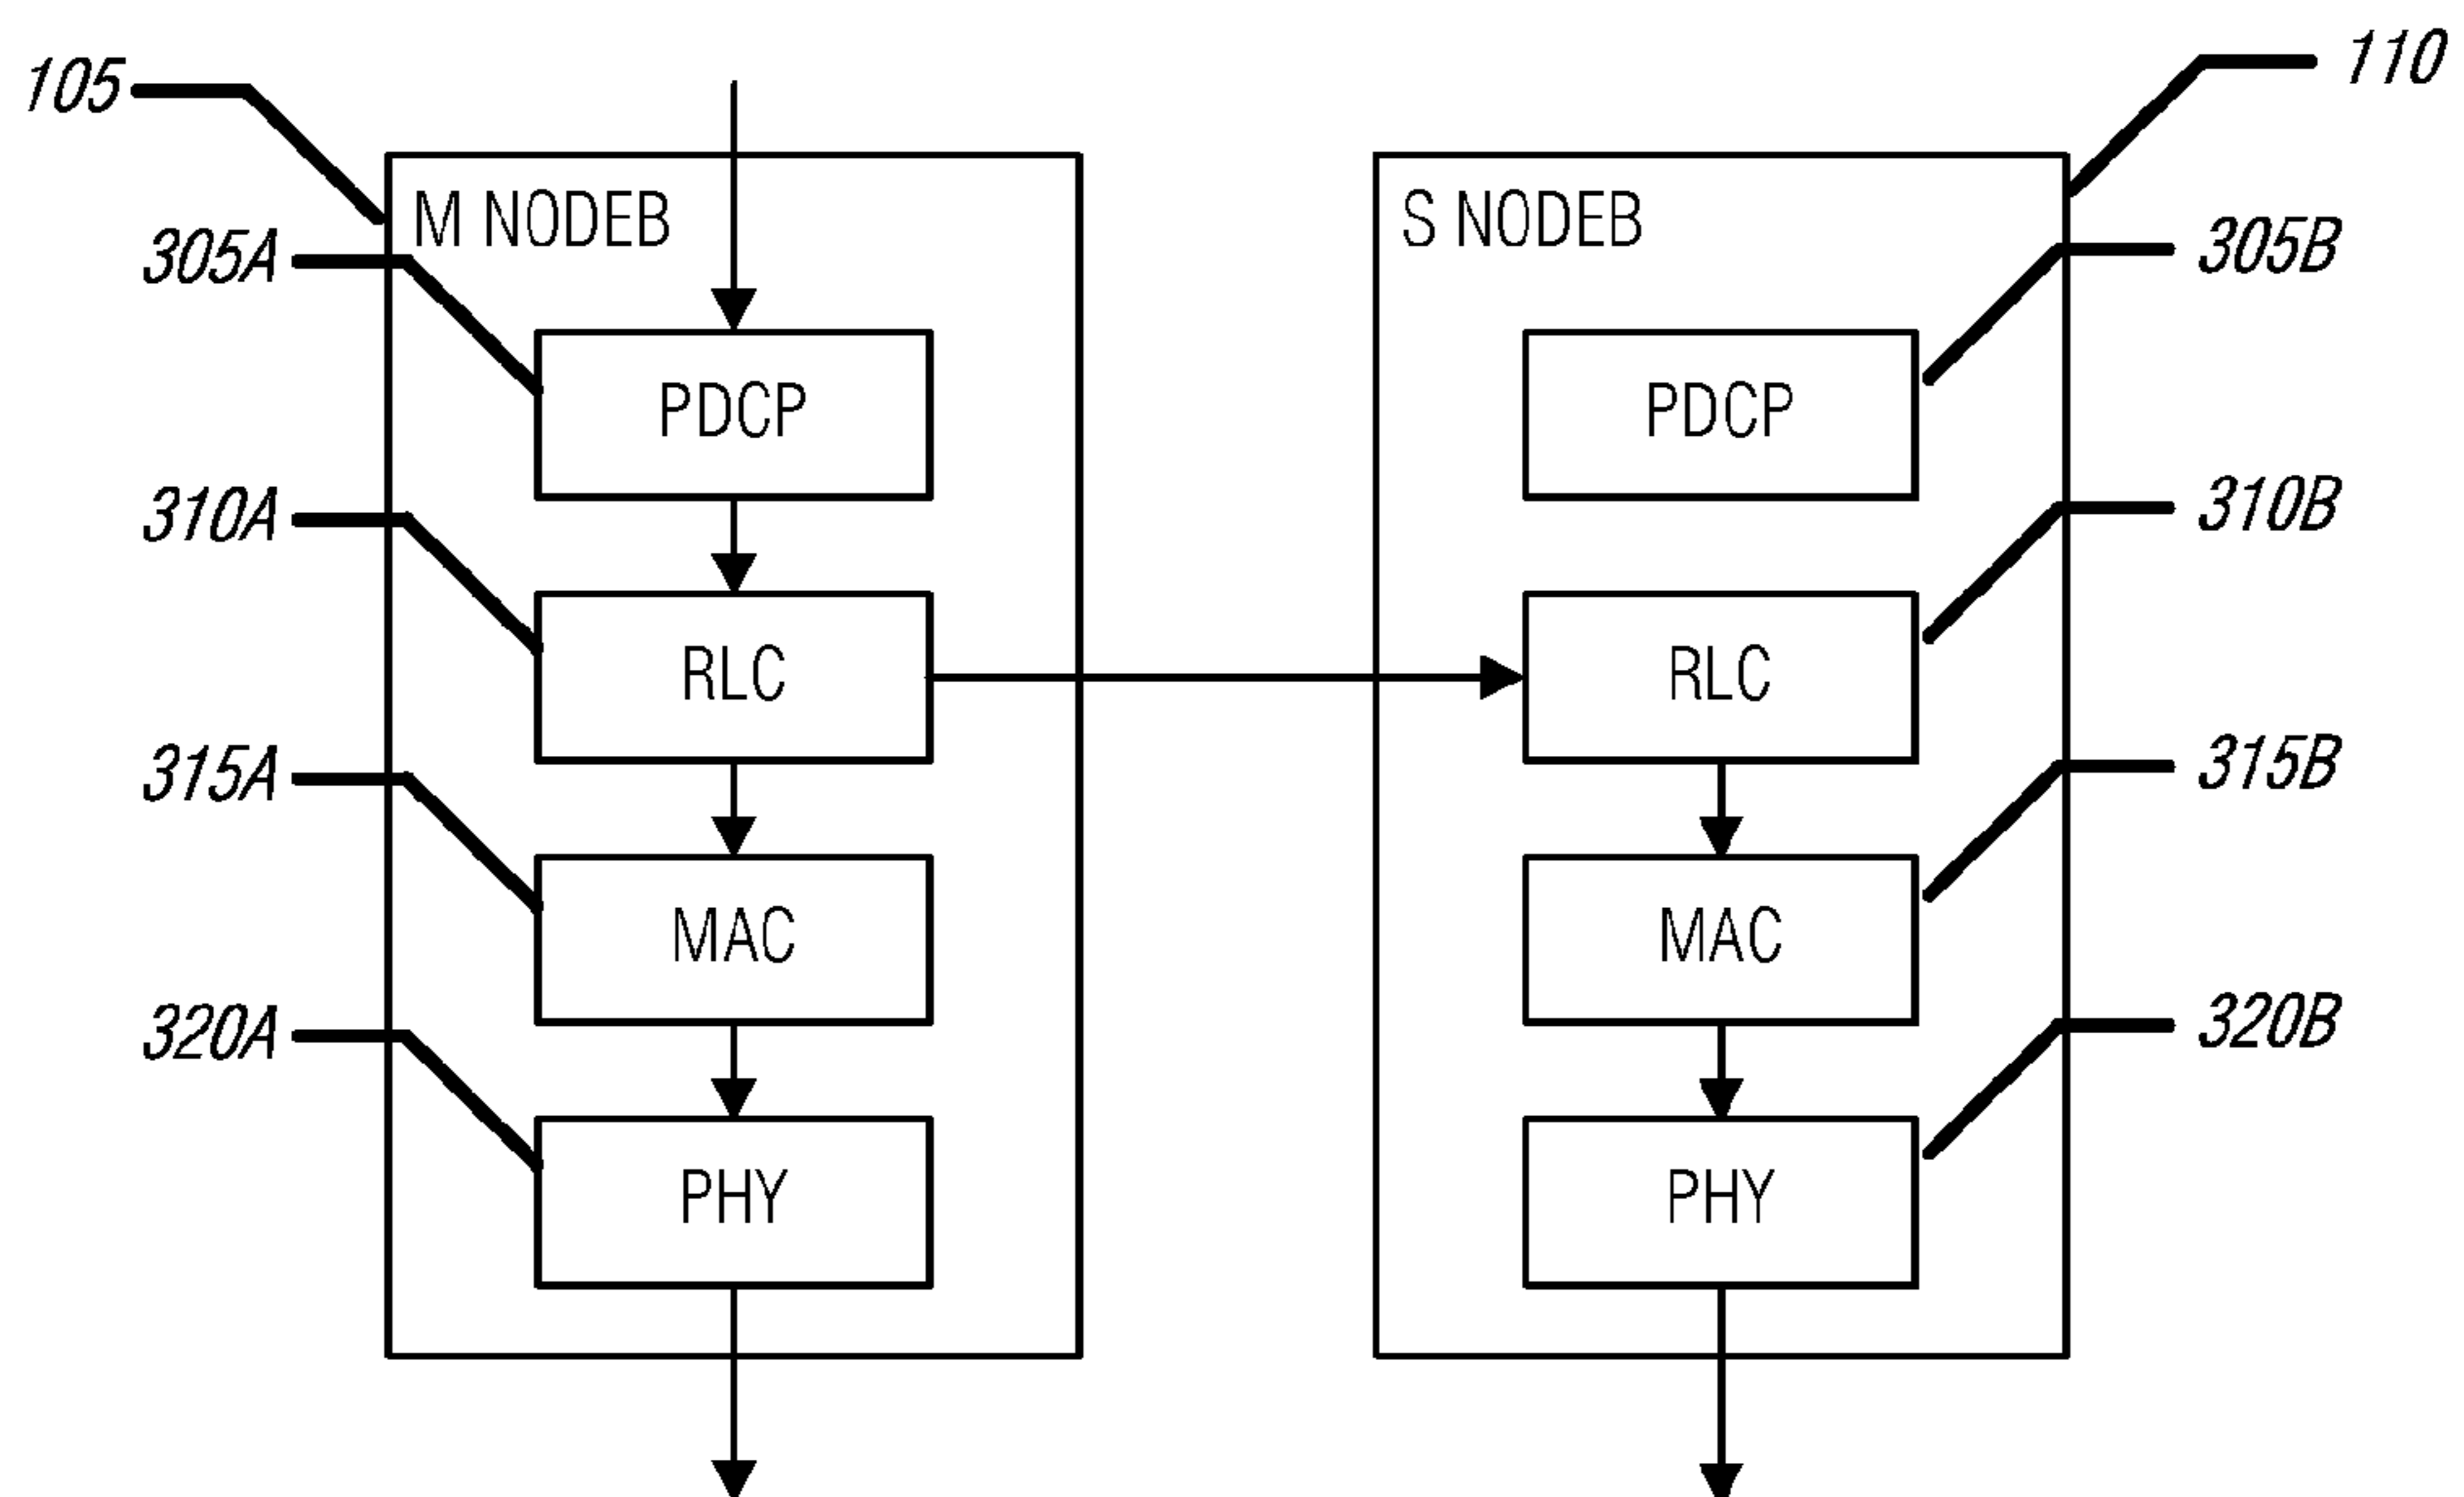 105
110
M NODEB
S NODEB
305A
305B
PDCP
PDCP
310A
310B
RLC
RLC
315A
315B
MAC
MAC
320A
320B
PHY
PHY